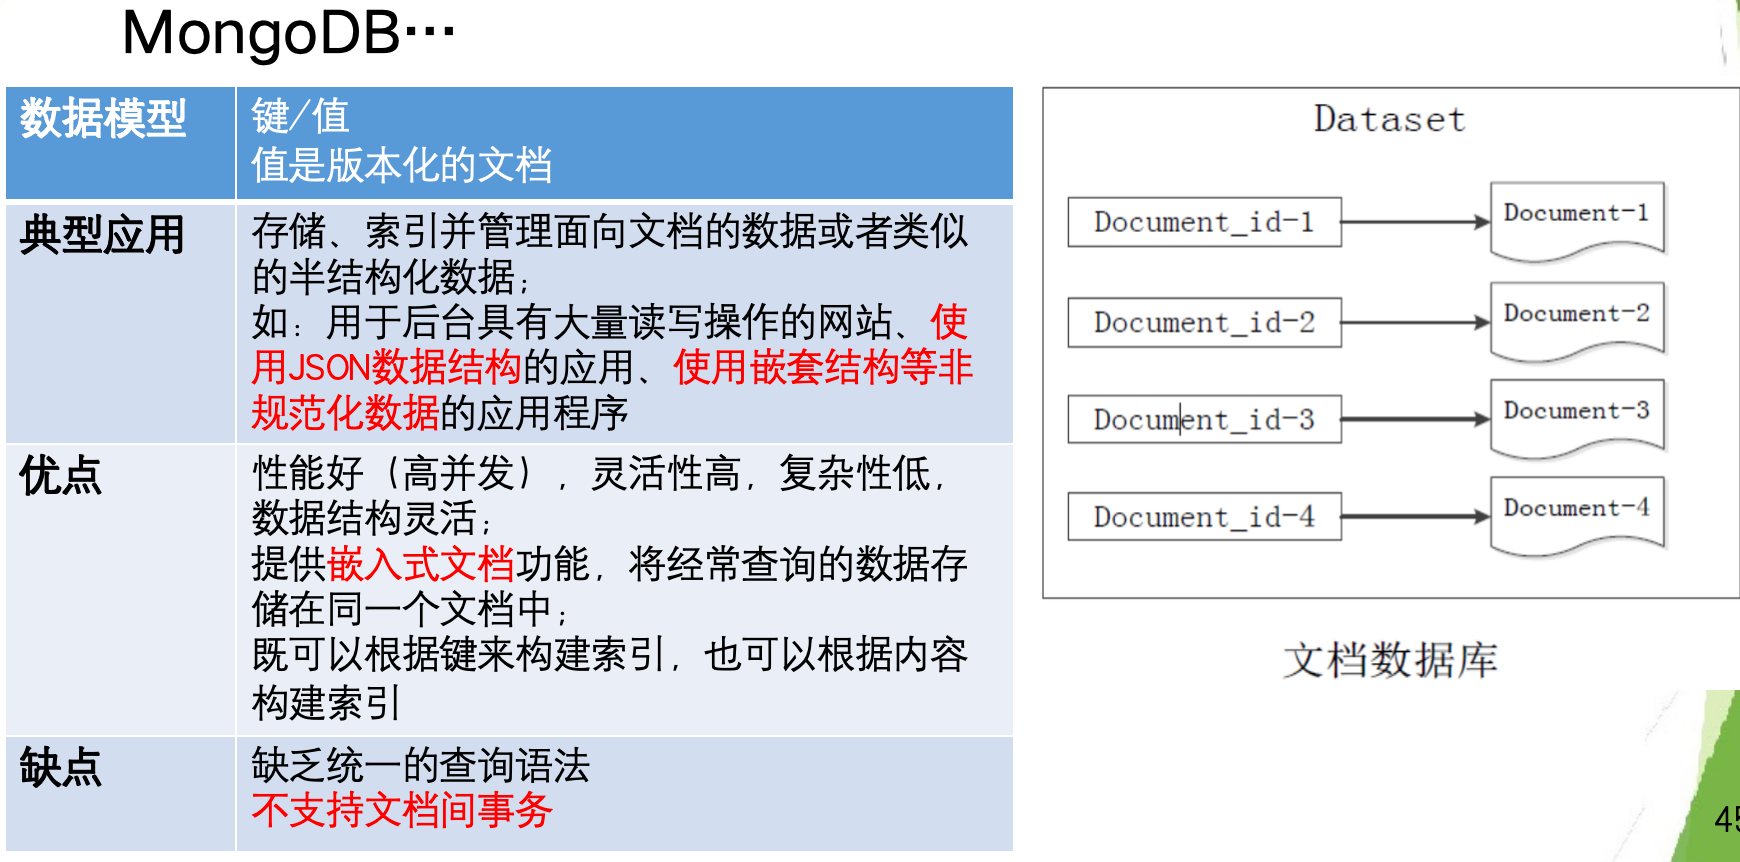 MongoDB…
数据模型
键/值
值是版本化的文档
典型应用
存储、索引并管理面向文档的数据或者类似
的半结构化数据；
如：用于后台具有大量读写操作的网站、使
用JSON数据结构的应用、使用嵌套结构等非
规范化数据的应用程序
优点
性能好（高并发），灵活性高，复杂性低，
数据结构灵活；
提供嵌入式文档功能，将经常查询的数据存
储在同一个文档中；
既可以根据键来构建索引，也可以根据内容
构建索引
缺点
缺乏统一的查询语法
不支持文档间事务
Dataset
Document_id-1
Document-1
Document_id-2
Document-2
Document_id-3
Document-3
Document_id-4
Document-4
文档数据库
45